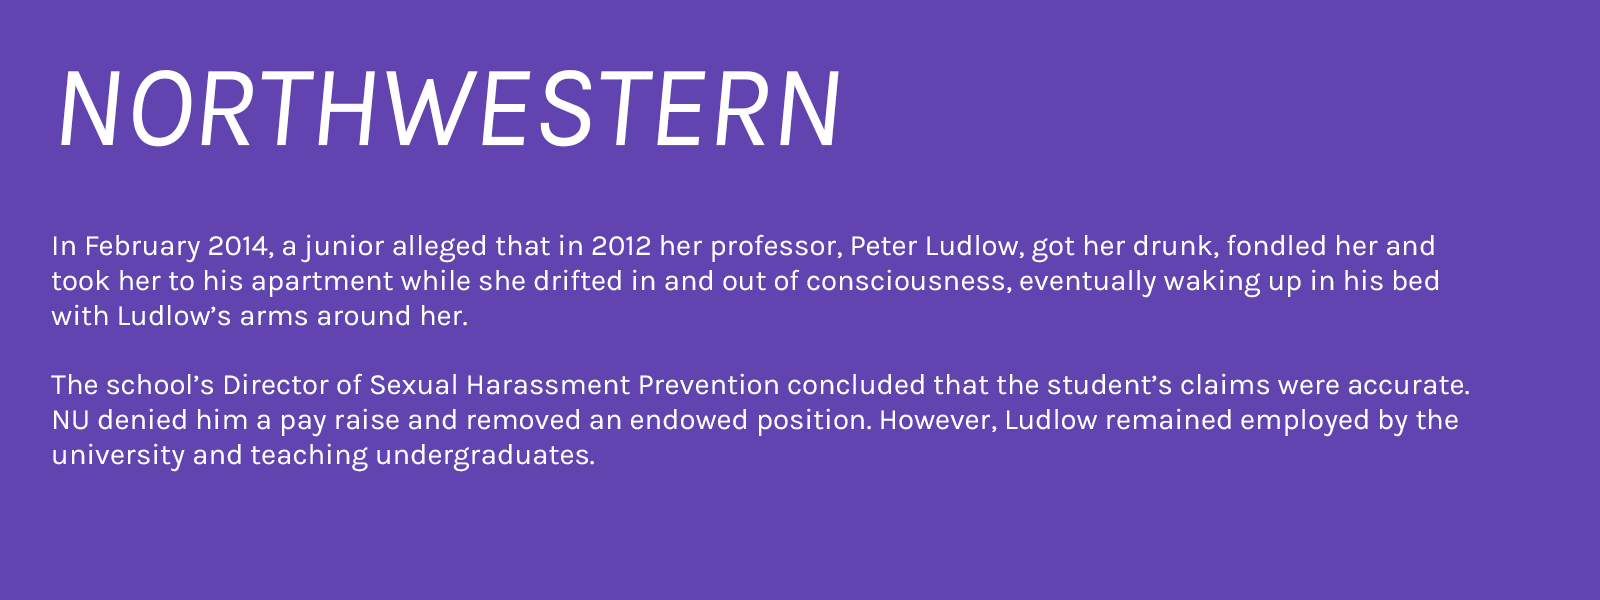 NORTHWESTERN
In February 2014, a junior alleged that in 2012 her professor, Peter Ludlow, got her drunk, fondled her and
took her to his apartment while she drifted in and out of consciousness, eventually waking up in his bed
with Ludlow’s arms around her.
The school’s Director of Sexual Harassment Prevention concluded that the student’s claims were accurate.
NU denied him a pay raise and removed an endowed position. However, Ludlow remained employed by the
university and teaching undergraduates.